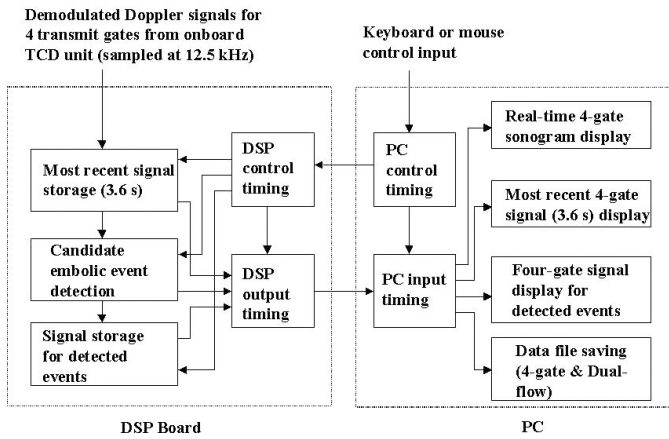 Demodulated Doppler signals for
4 transmit gates from onboard
TCD unit (sampled at 12.5 kHz)
Keyboard or mouse
control input
Most recent signal
storage (3.6 s)
DSP
control
timing
PC
control
timing
Real-time 4-gate
sonogram display
Most recent 4-gate
signal (3.6 s) display
Candidate
embolic event
detection
DSP
output
timing
PC input
timing
Four-gate signal
display for
detected events
Signal storage
for detected
events
Data file saving
(4-gate & Dual-
flow)
DSP Board
PC